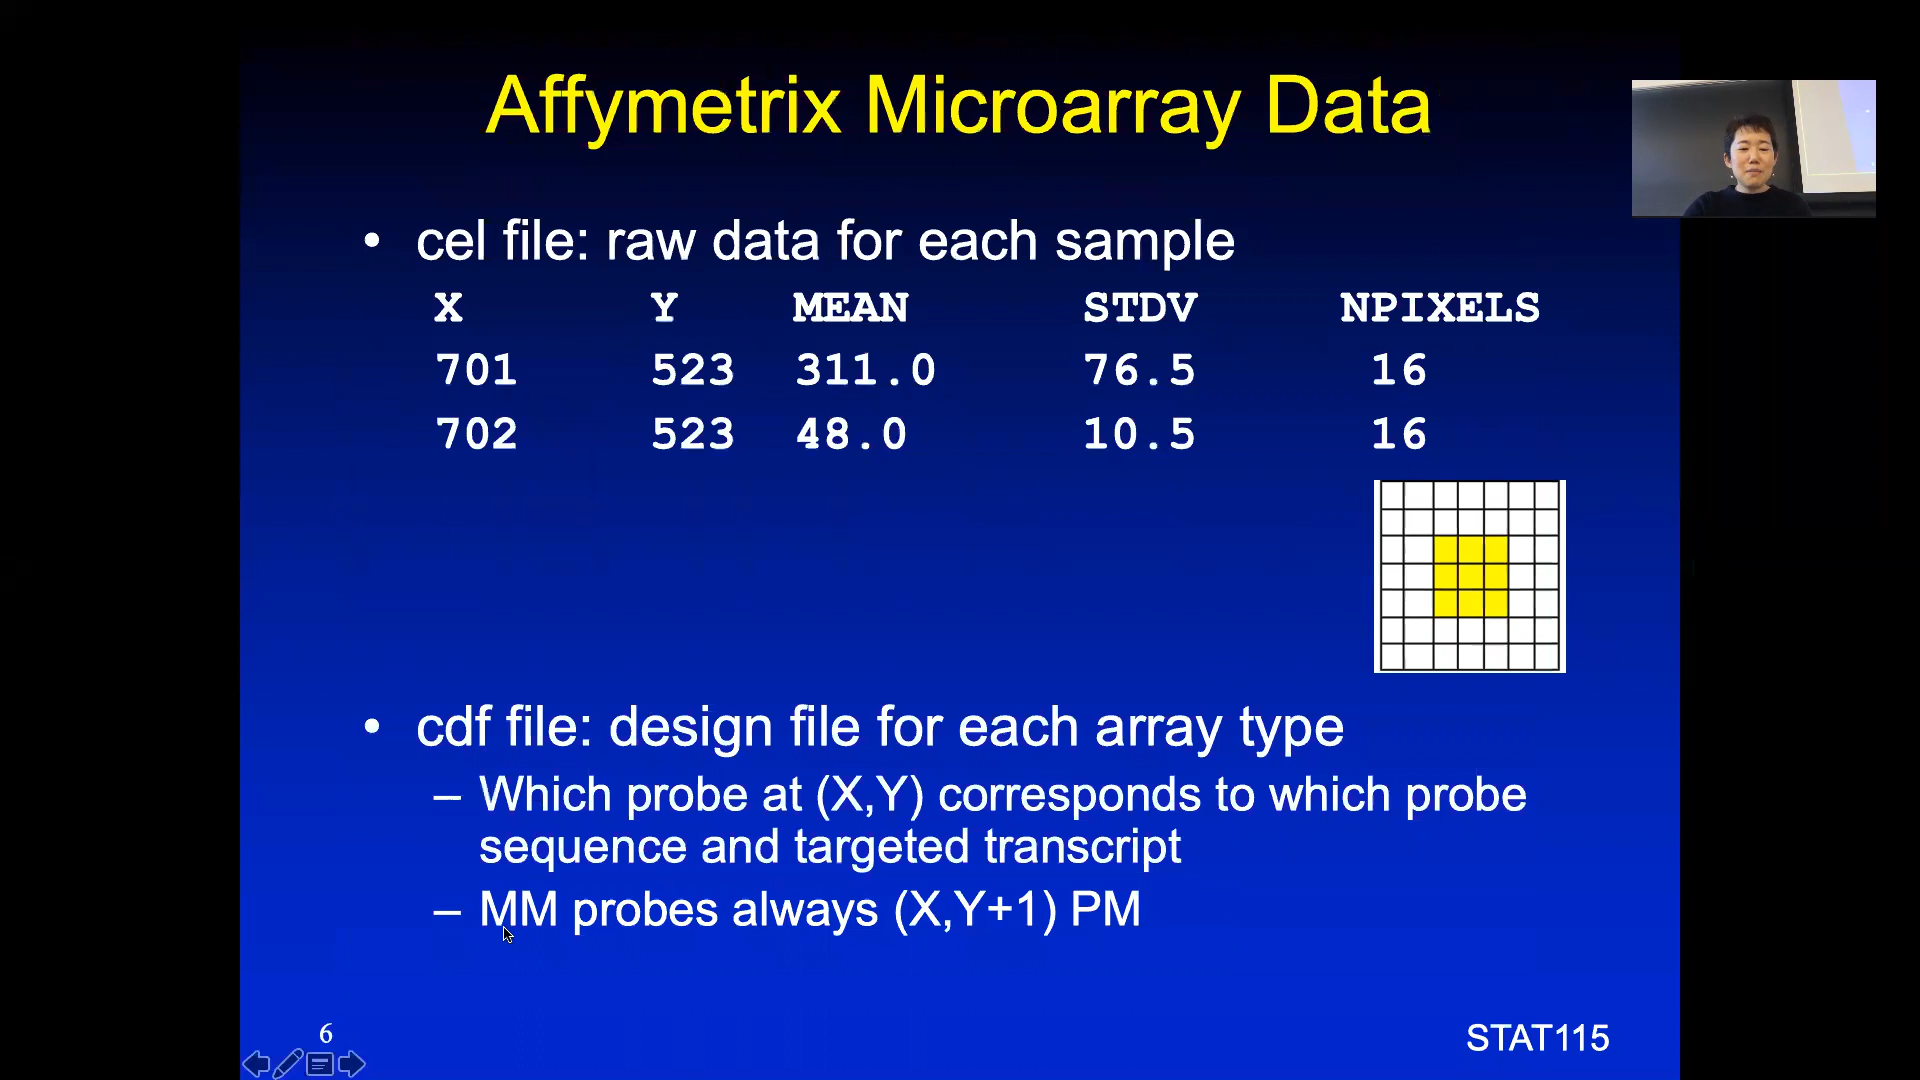 Affymetrix Microarray Data
• cel file: raw data for each sample
X Y MEAN STDV NPIXELS
701 523 311.0 76.5 16
702 523 48.0 10.5 16
• cdf file: design file for each array type
– Which probe at (X,Y) corresponds to which probe
sequence and targeted transcript
– MM probes always (X,Y+1) PM
6
STAT115